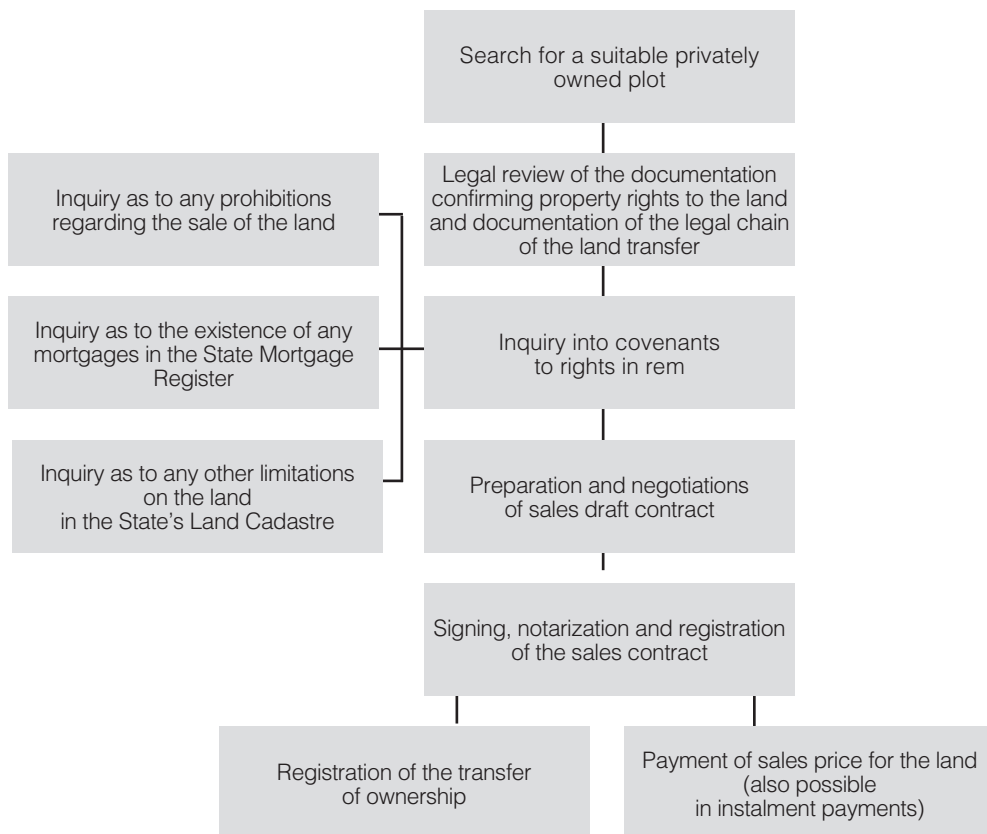 Search for a suitable privately
owned plot
Legal review of the documentation
confirming property rights to the land
and documentation of the legal chain
of the land transfer
Inquiry as to any prohibitions
regarding the sale of the land
Inquiry as to the existence of any
mortgages in the State Mortgage
Register
Inquiry into covenants
to rights in rem
Inquiry as to any other limitations
on the land
in the State’s Land Cadastre
Preparation and negotiations
of sales draft contract
Signing, notarization and registration
of the sales contract
Registration of the transfer
of ownership
Payment of sales price for the land
(also possible
in instalment payments)